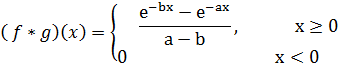 (f * g)(x) = { (e^{-bx} − e^{-ax}) / (a − b), x ≥ 0
0 x < 0